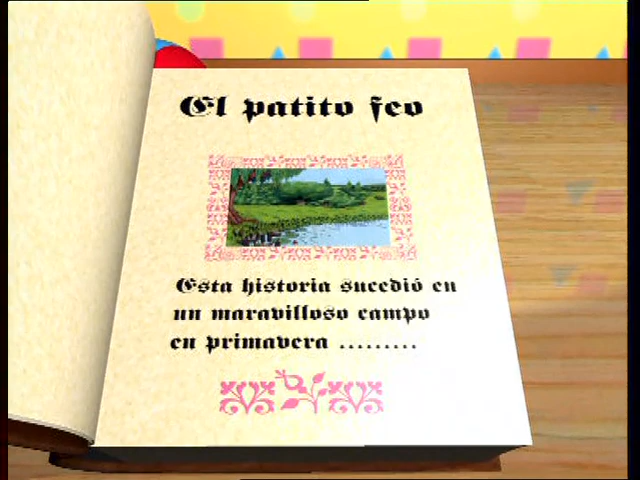 El patito feo
Esta historia sucedió en
un maravilloso campo
en primavera .........